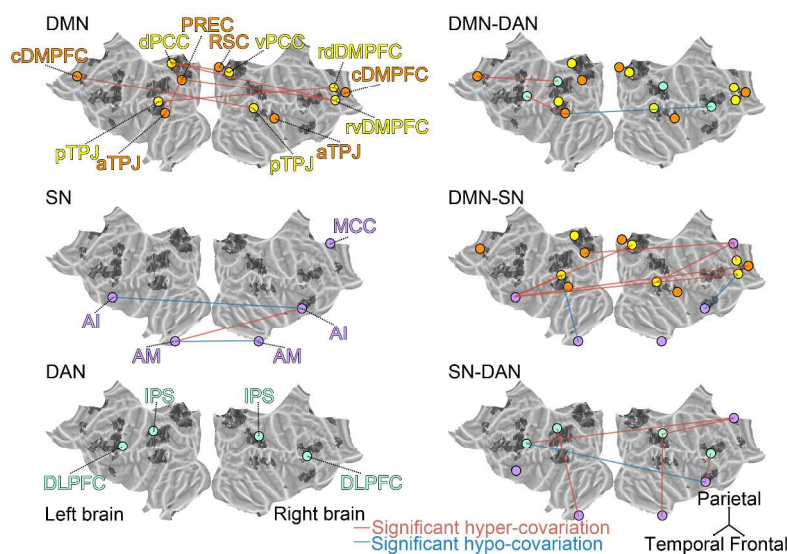 DMN
PREC
dPCC
RSC
vPCC
rdDMPFC
cDMPFC
cDMPFC
rvDMPFC
pTPJ
aTPJ
pTPJ
aTPJ
DMN-DAN
SN
MCC
AI
AI
AM
AM
DMN-SN
DAN
IPS
IPS
DLPFC
DLPFC
Left brain
Right brain
SN-DAN
Significant hyper-covariation
Significant hypo-covariation
Parietal
Temporal Frontal